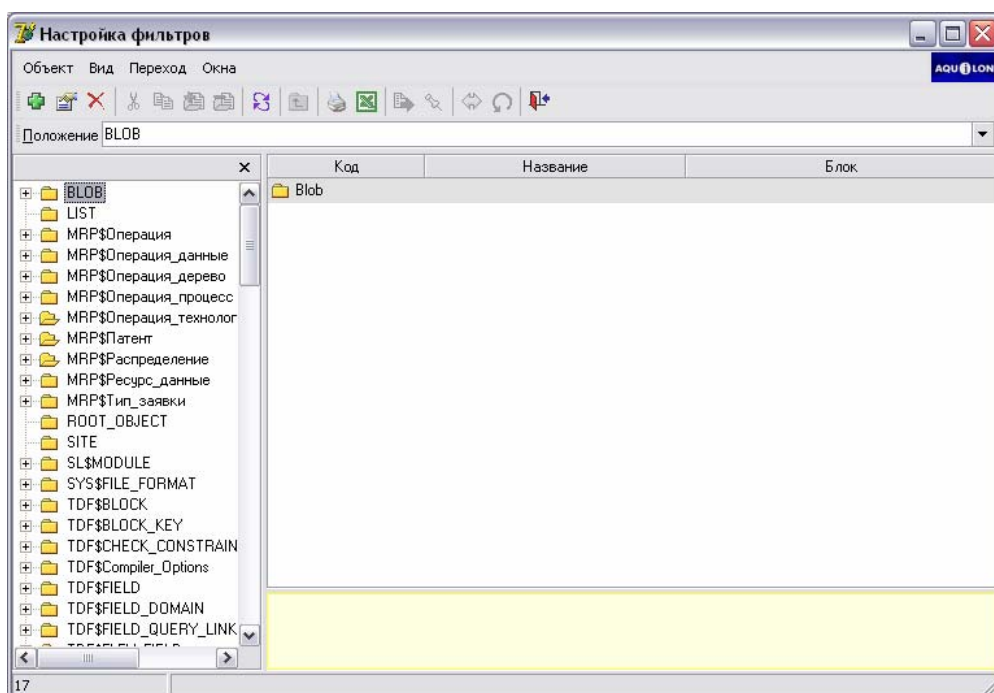 Настройка фильтров
Объект Вид Переход Окна
AQUILON
Положение BLOB
Код Название Блок
BLOB
Blob
LIST
MRP$Операция
MRP$Операция_данные
MRP$Операция_дерево
MRP$Операция_процесс
MRP$Операция_технолог
MRP$Патент
MRP$Распределение
MRP$Ресурс_данные
MRP$Тип_заявки
ROOT_OBJECT
SITE
SL$MODULE
SYS$FILE_FORMAT
TDF$BLOCK
TDF$BLOCK_KEY
TDF$CHECK_CONSTRAIN
TDF$Compiler_Options
TDF$FIELD
TDF$FIELD_DOMAIN
TDF$FIELD_QUERY_LINK
17